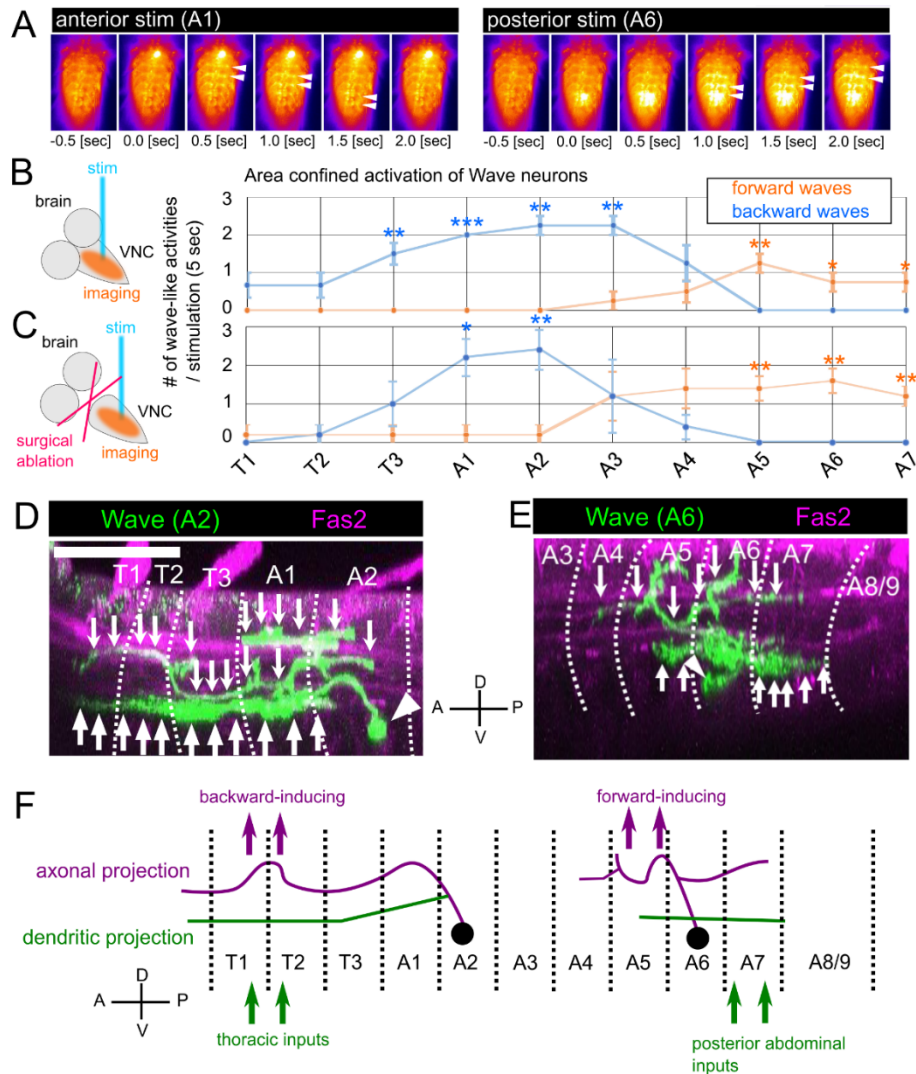 A
anterior stim (A1)
posterior stim (A6)
-0.5 [sec] 0.0 [sec] 0.5 [sec] 1.0 [sec] 1.5 [sec] 2.0 [sec]
-0.5 [sec] 0.0 [sec] 0.5 [sec] 1.0 [sec] 1.5 [sec] 2.0 [sec]
B
stim
brain
VNC
imaging
C
stim
brain
VNC
surgical
ablation
imaging
Area confined activation of Wave neurons
forward waves
backward waves
# of wave-like activities
/ stimulation (5 sec)
3
2
1
0
** *** ** ** ** * *
3
2
1
0
* ** ** ** **
T1 T2 T3 A1 A2 A3 A4 A5 A6 A7
D
Wave (A2) Fas2
T1 T2 T3 A1 A2
E
Wave (A6) Fas2
A3 A4 A5 A6 A7 A8/9
D
A P
V
F
backward-inducing
forward-inducing
axonal projection
dendritic projection
T1 T2 T3 A1 A2 A3 A4 A5 A6 A7 A8/9
D
A P
V
thoracic inputs
posterior abdominal
inputs